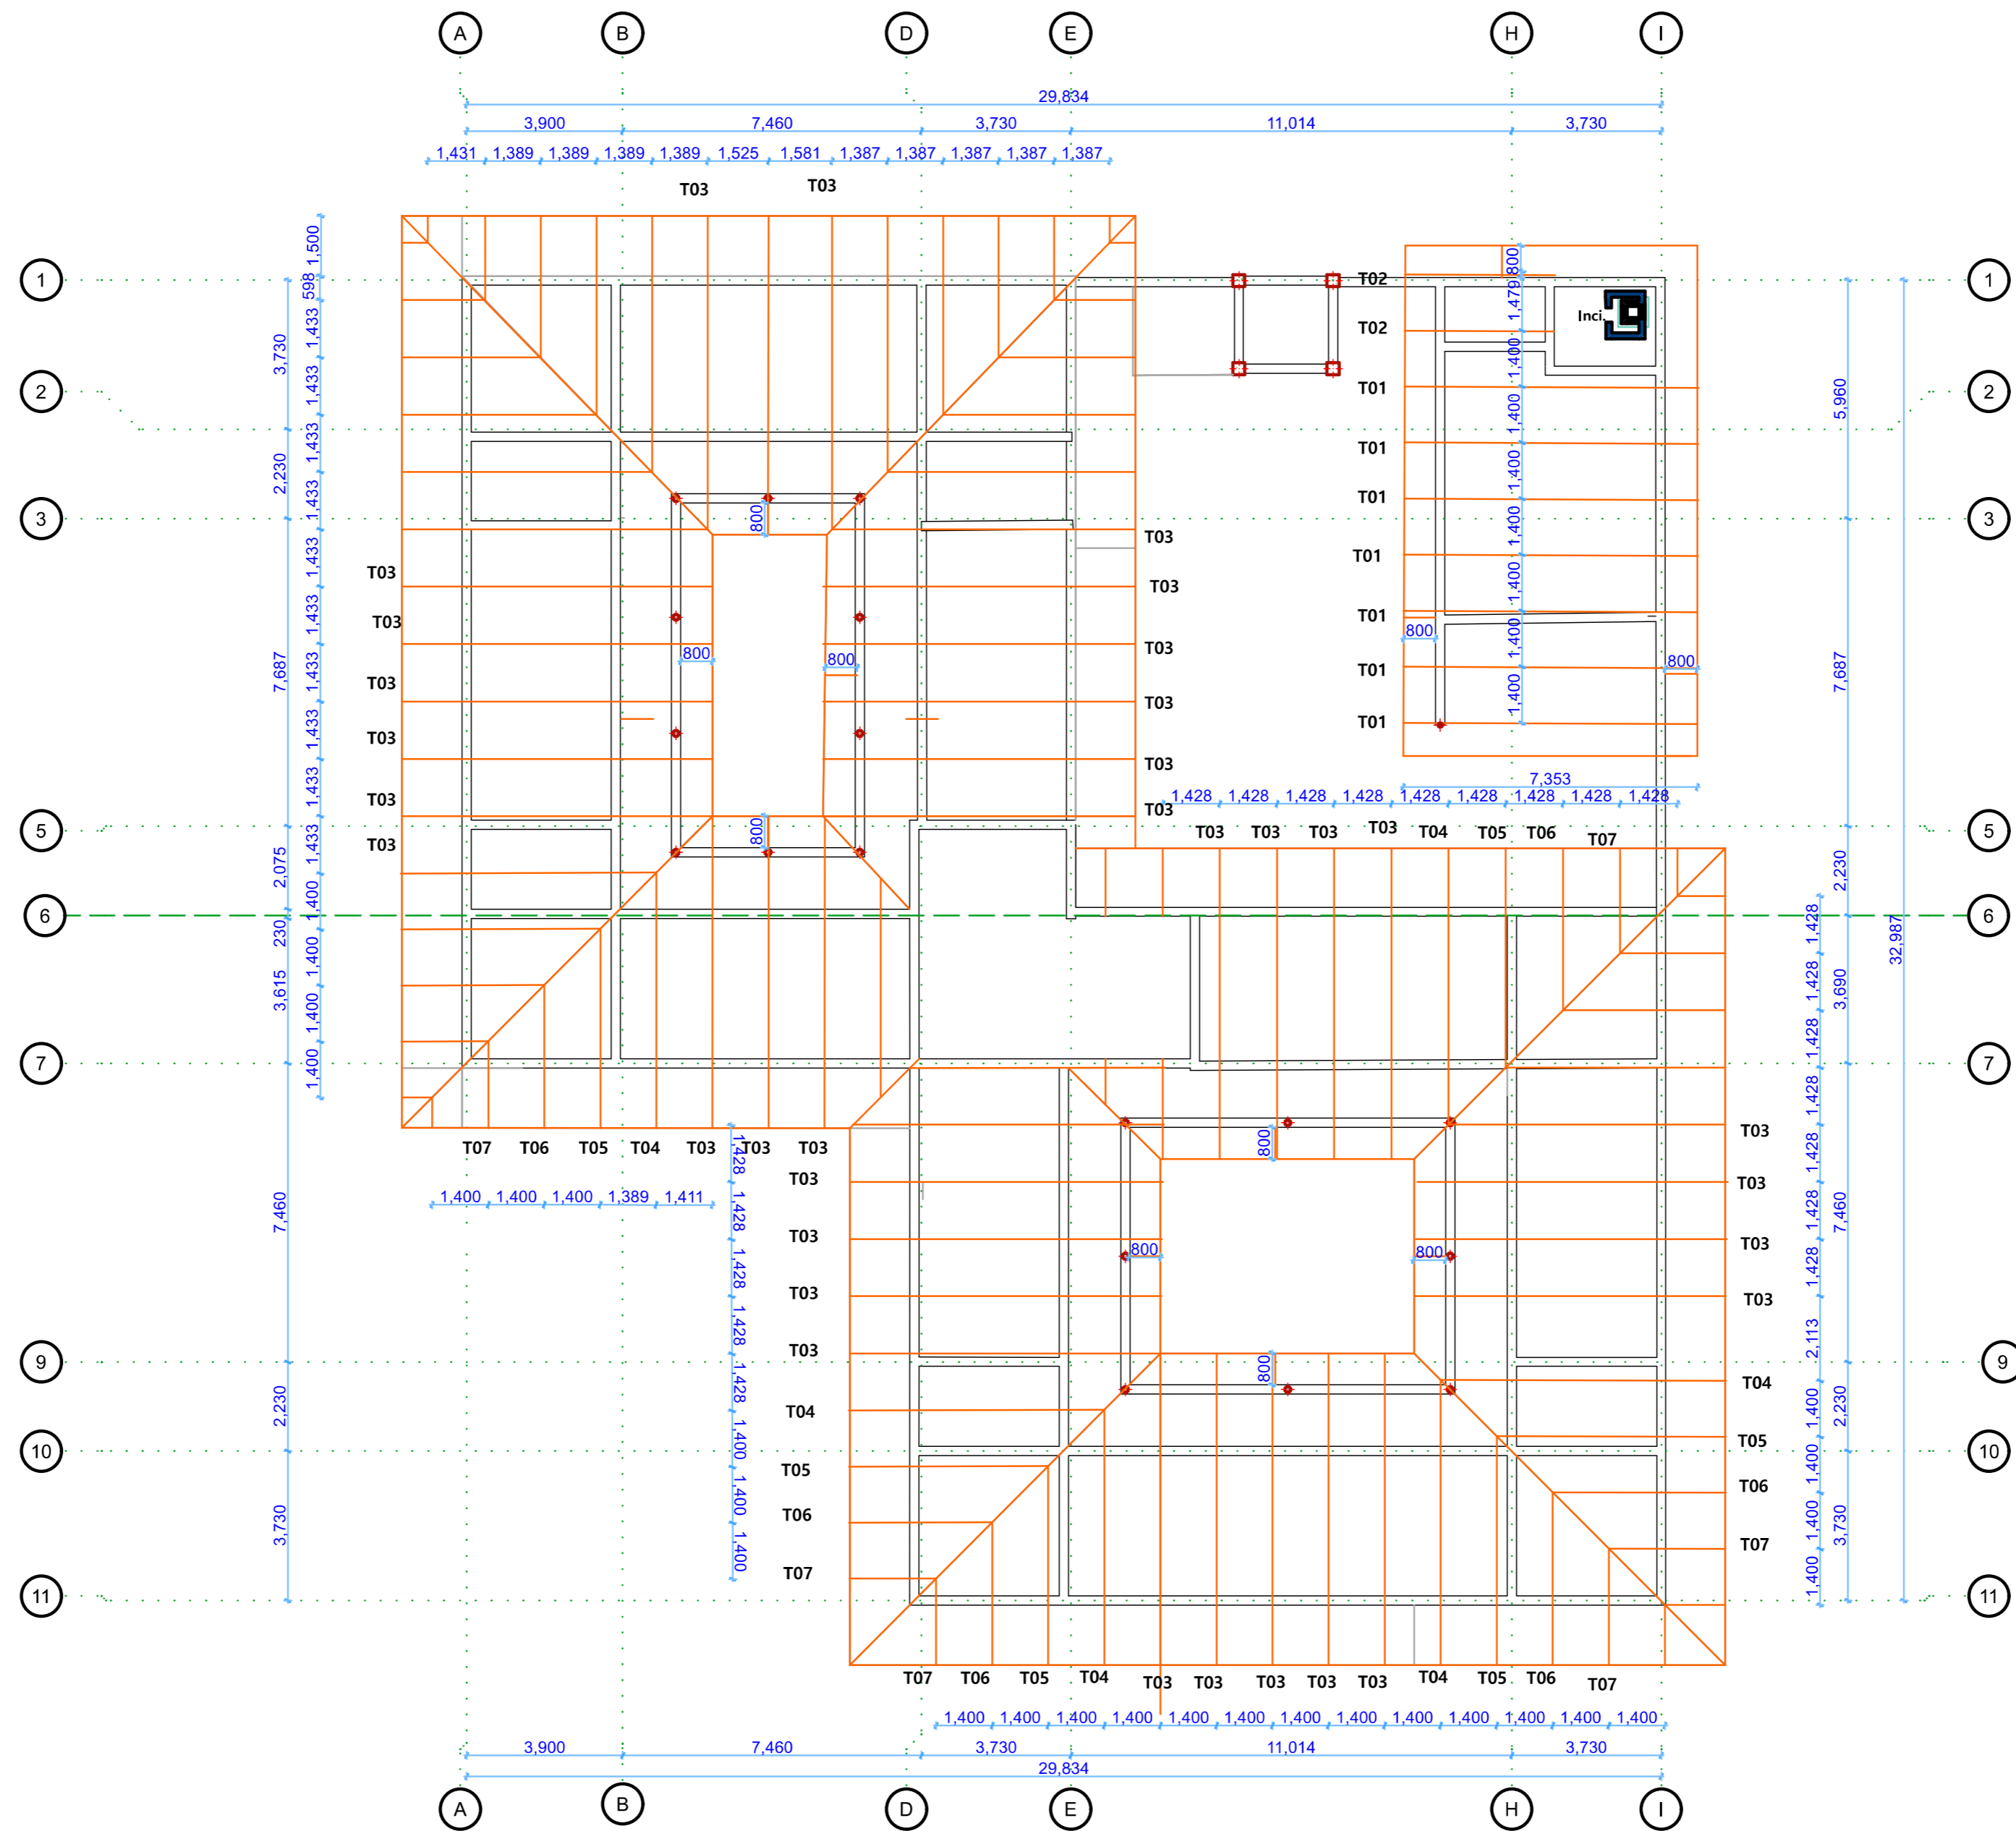 A B D E H I
29,834
3,900 7,460 3,730 11,014 3,730
1,431 1,389 1,389 1,389 1,389 1,525 1,581 1,387 1,387 1,387 1,387 1,387
T03 T03
1 1
2 2
3 3
5 5
6 6
7 7
9 9
10 10
11 11
3,730
2,230
7,687
2,075
230
3,615
7,460
2,230
3,730
1,500
598
1,433
1,433
1,433
1,433
1,433
1,433
1,433
1,433
1,433
1,433
1,400
1,400
1,400
1,400
T03
T03
T03
T03
T03
T03
800
800 800
800
T03
T03
T03
T03
T03
T03
T02
T02
T01
T01
T01
T01
T01
T01
T01
Inci.
800
1,479
1,400
1,400
1,400
1,400
1,400
1,400
1,400
800 800
7,353
1,428 1,428 1,428 1,428 1,428 1,428 1,428 1,428 1,428
T03 T03 T03 T03 T04 T05 T06 T07
5,960
7,687
2,230
3,690
7,460
2,230
3,730
32,987
1,428
1,428
1,428
1,428
1,428
1,428
1,428
2,113
1,400
1,400
1,400
1,400
T07 T06 T05 T04 T03 T03 T03
1,400 1,400 1,400 1,389 1,411
1,428
1,428
1,428
1,428
1,428
1,400
1,400
1,400
T03
T03
T03
T03
T04
T05
T06
T07
800
800 800
800
T03
T03
T03
T03
T04
T05
T06
T07
T07 T06 T05 T04 T03 T03 T03 T03 T03 T04 T05 T06 T07
1,400 1,400 1,400 1,400 1,400 1,400 1,400 1,400 1,400 1,400 1,400 1,400 1,400
3,900 7,460 3,730 11,014 3,730
29,834
A B D E H I